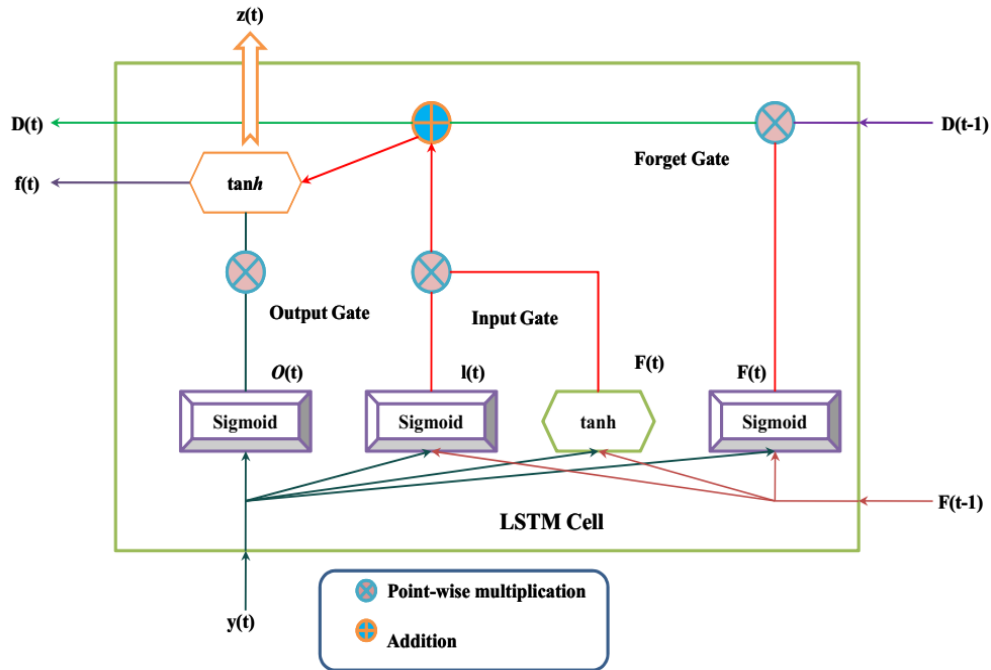 z(t)
D(t)
D(t-1)
Forget Gate
f(t)
tanh
Output Gate
Input Gate
F(t)
O(t)
I(t)
F(t)
Sigmoid
Sigmoid
tanh
Sigmoid
F(t-1)
LSTM Cell
Point-wise multiplication
y(t)
Addition